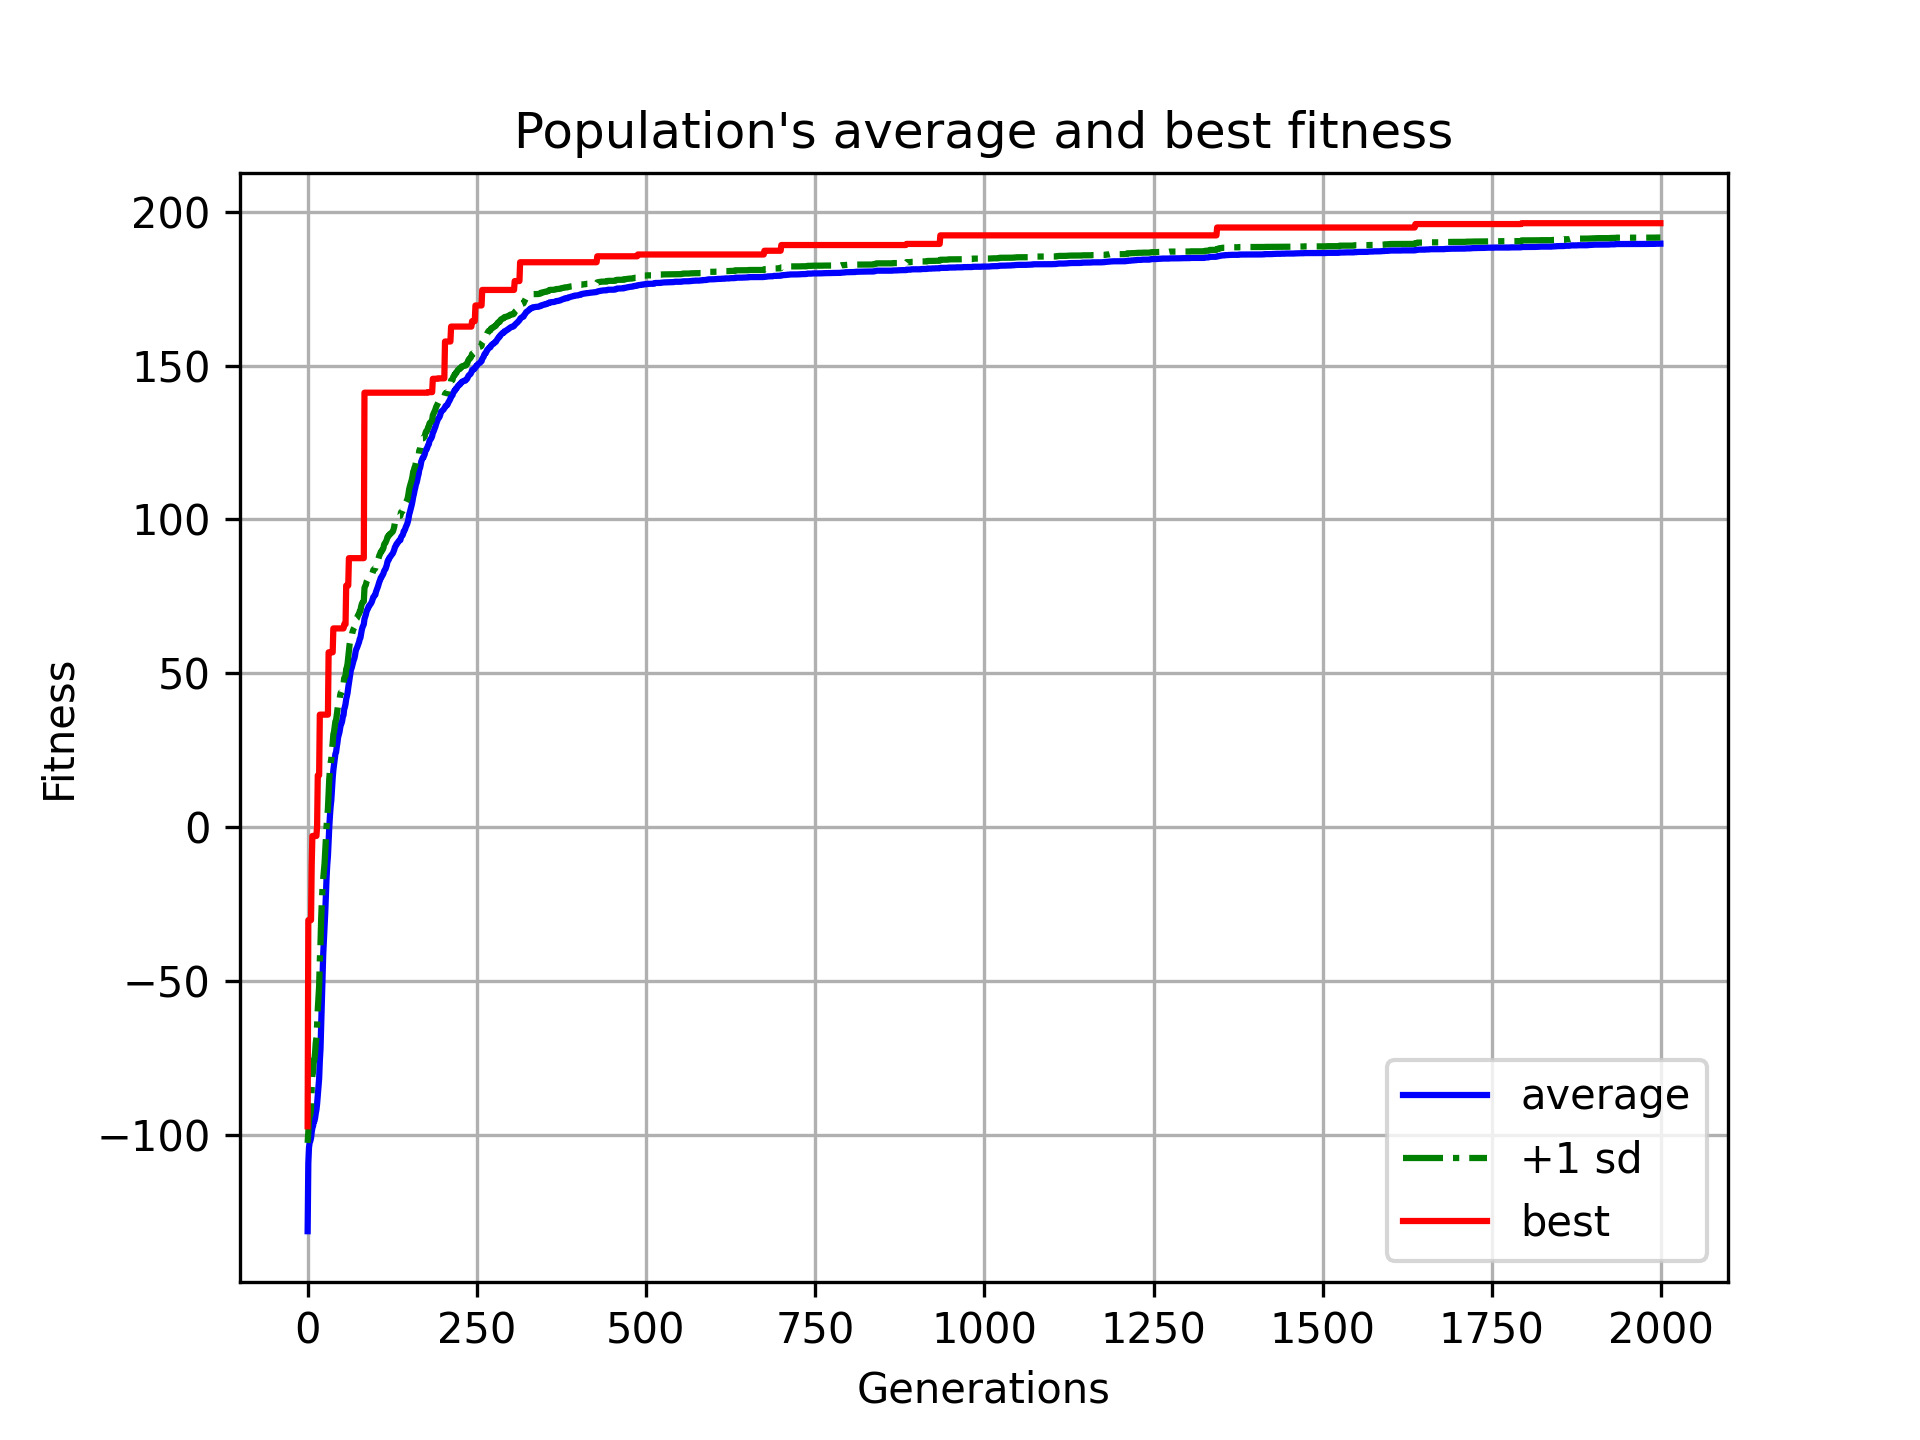 Population's average and best fitness
200
150
100
50
0
−50
−100
Fitness
average
+1 sd
best
0 250 500 750 1000 1250 1500 1750 2000
Generations